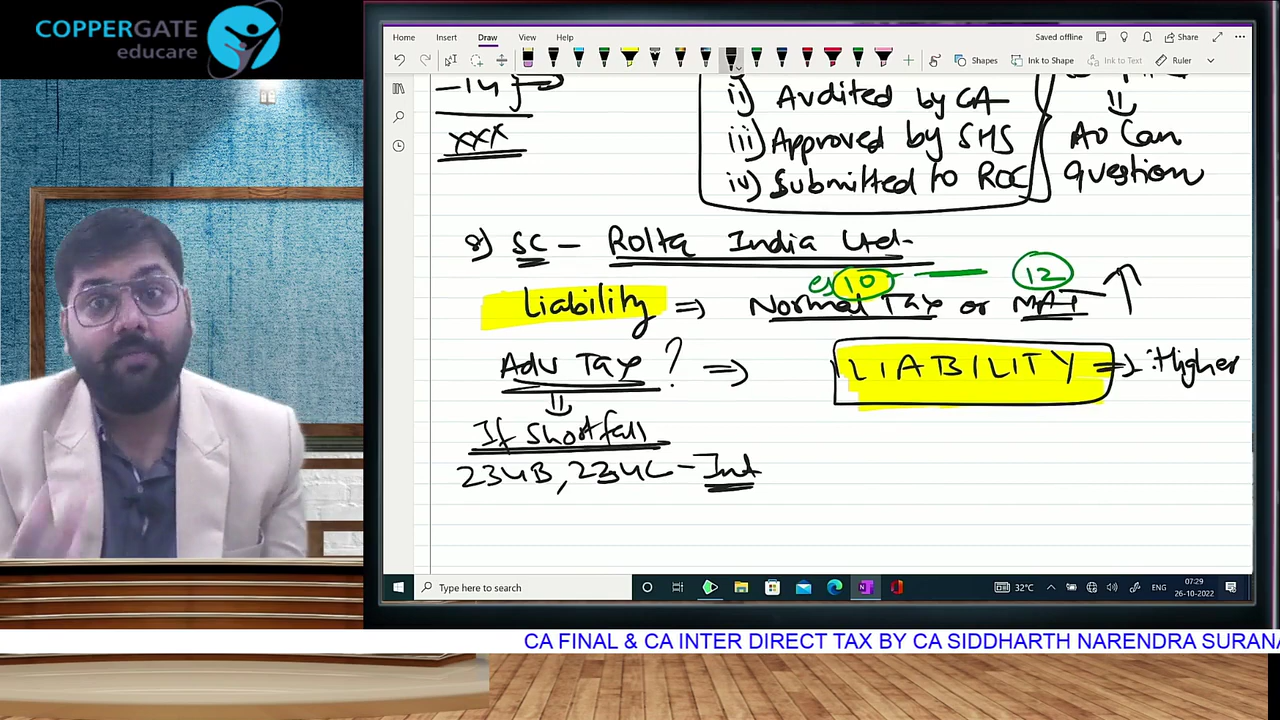 COPPERGATE
educare
Home Insert Draw View Help
Saved offline
Share
Shapes
Ink to Shape
Ink to Text
Ruler
-14
XXX
ii) Audited by CA
iii) Approved by SHS
iv) Submitted to ROC
AO Can
question
8) SC - Rolta India Ltd.
eg 10
12
Liability ⇒ Normal Tax or MAT ↑
Adv Tax ? ⇒ LIABILITY ⇒ Higher
If Shortfall
234B, 234C - Int
Type here to search
32°C
ENG
07:29
26-10-2022
CA FINAL & CA INTER DIRECT TAX BY CA SIDDHARTH NARENDRA SURANA